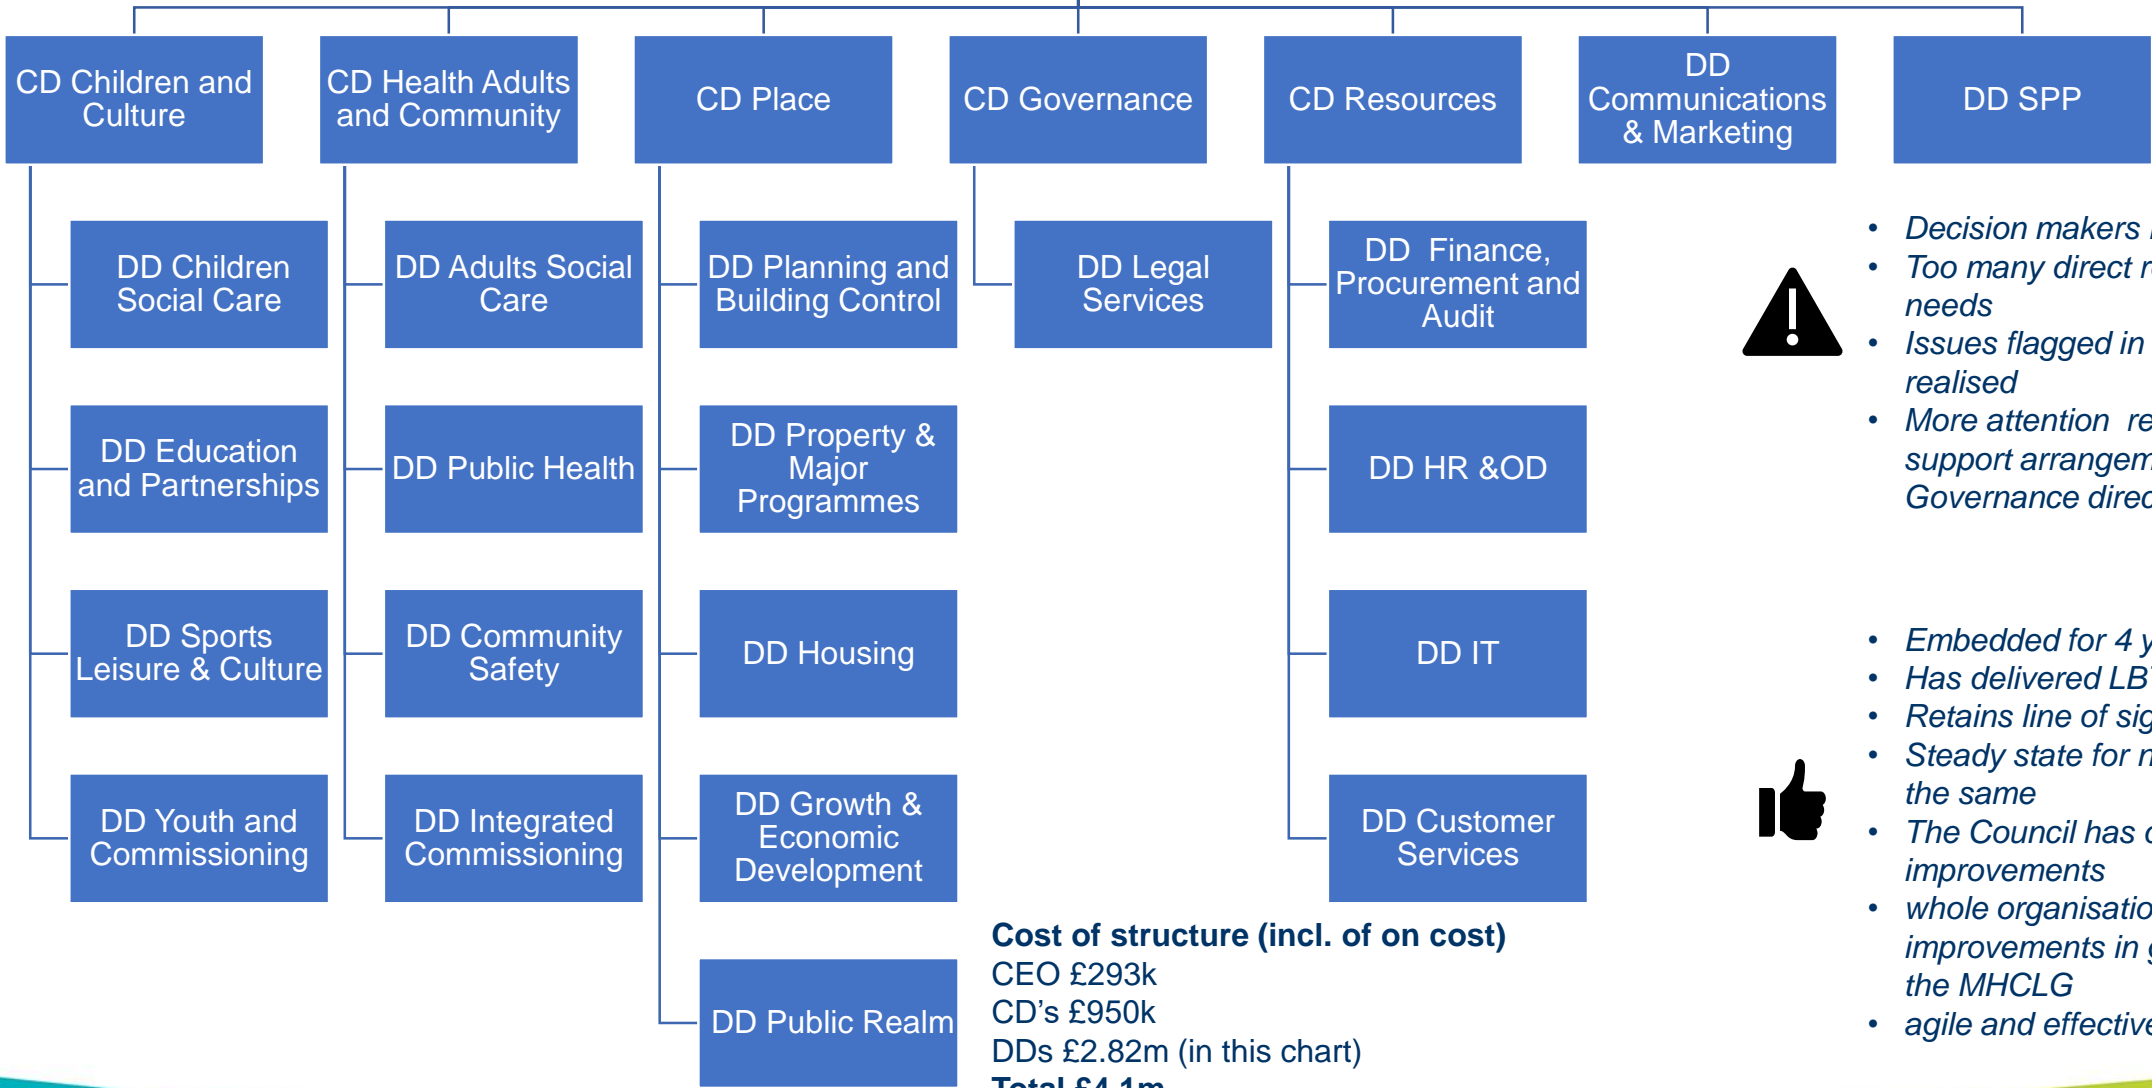 CD Children and
Culture
CD Health Adults
and Community
CD Place
CD Governance
CD Resources
DD
Communications
& Marketing
DD SPP
DD Children
Social Care
DD Education
and Partnerships
DD Sports
Leisure & Culture
DD Youth and
Commissioning
DD Adults Social
Care
DD Public Health
DD Community
Safety
DD Integrated
Commissioning
DD Planning and
Building Control
DD Property &
Major
Programmes
DD Housing
DD Growth &
Economic
Development
DD Public Realm
DD Legal
Services
DD Finance,
Procurement and
Audit
DD HR &OD
DD IT
DD Customer
Services
Cost of structure (incl. of on cost)
CEO £293k
CD’s £950k
DDs £2.82m (in this chart)
Total £4.1m
• Decision makers
• Too many direct
needs
• Issues flagged in
realised
• More attention
support
Governance
• Embedded for 4
• Has delivered
• Retains line of
• Steady state for
the same
• The Council has
improvements
• whole
improvements in
the MHCLG
• agile and effective